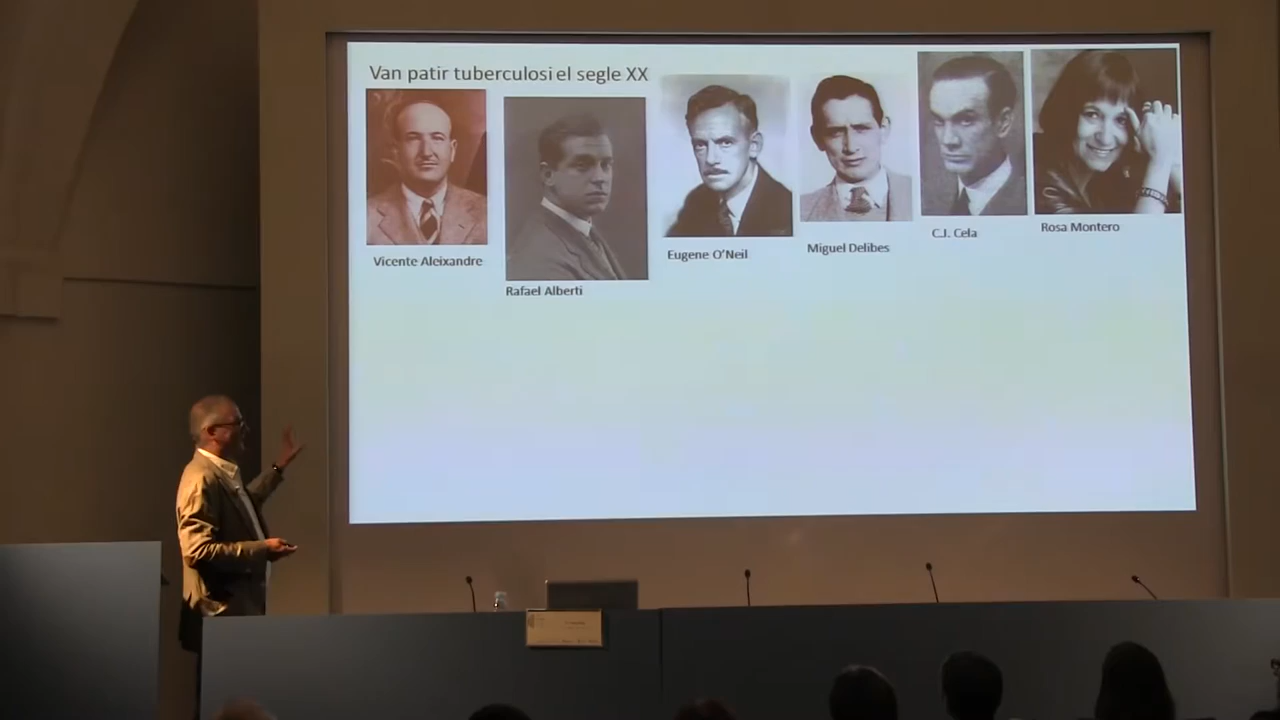 Van patir tuberculosi el segle XX
Vicente Aleixandre
Rafael Alberti
Eugene O'Neil
Miguel Delibes
C.J. Cela
Rosa Montero